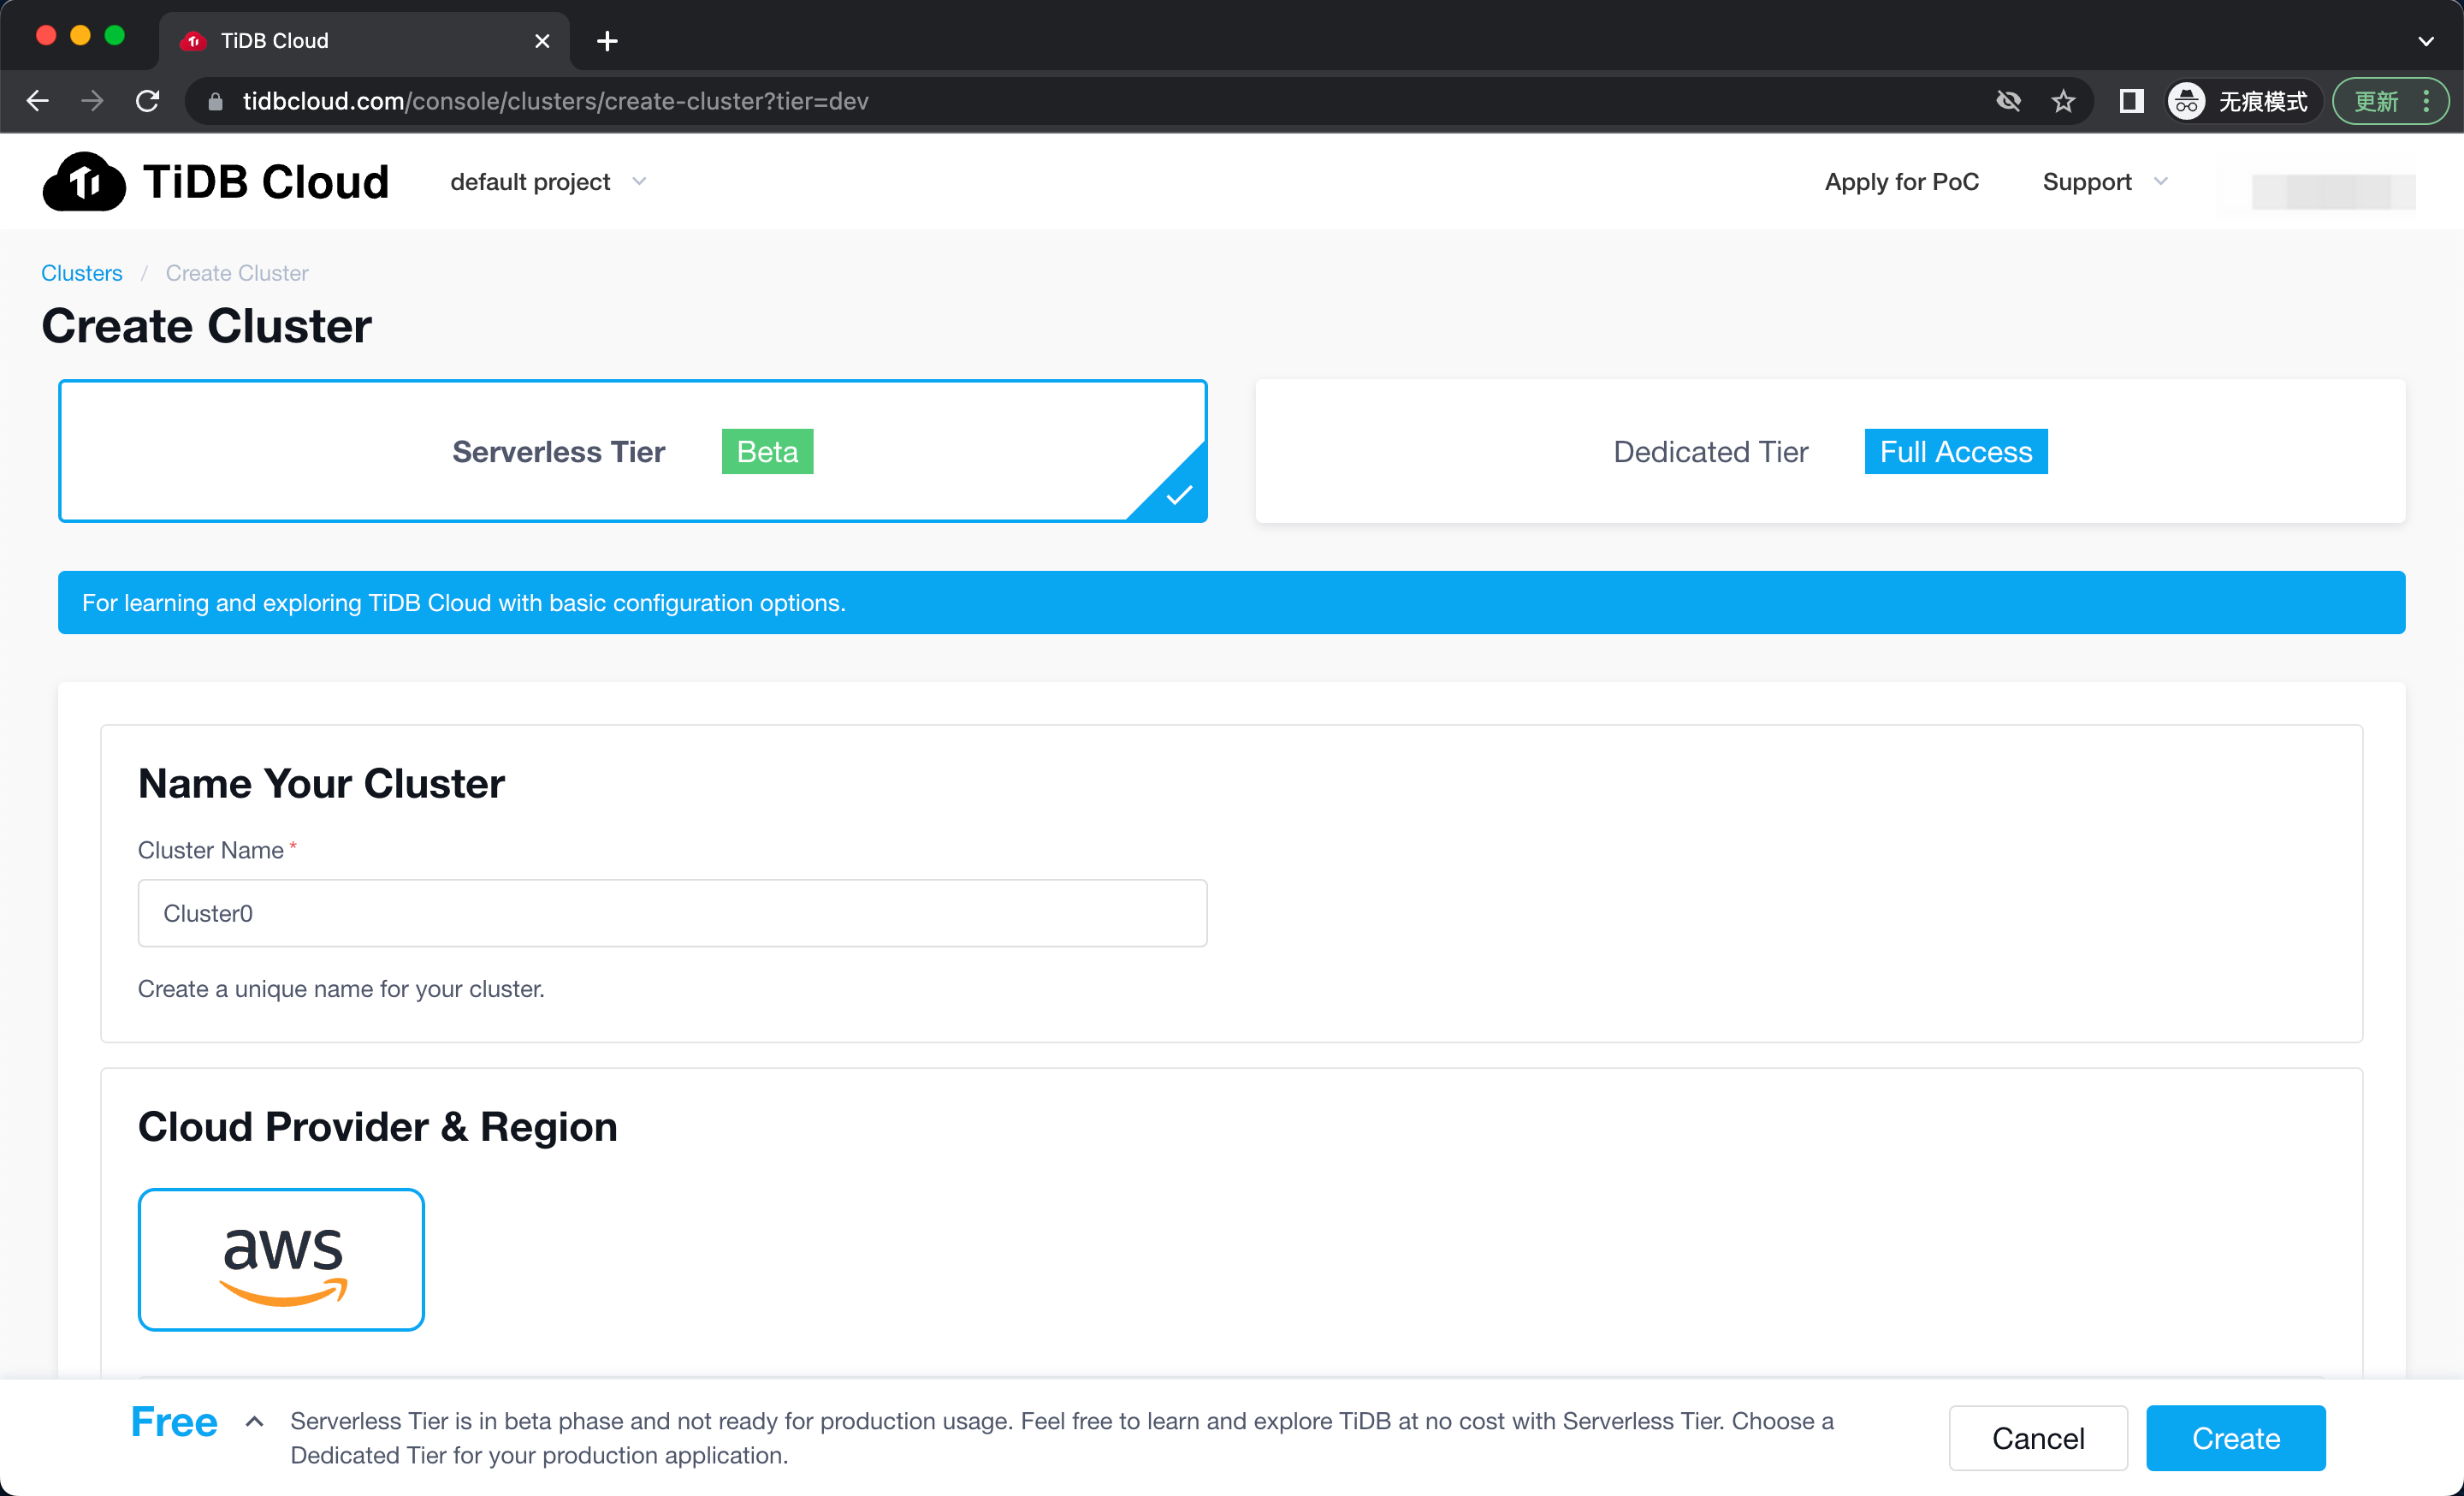 TiDB Cloud
tidbcloud.com/console/clusters/create-cluster?tier=dev
无痕模式
更新
TiDB Cloud
default project
Apply for PoC
Support
Clusters / Create Cluster
Create Cluster
Serverless Tier
Beta
Dedicated Tier
Full Access
For learning and exploring TiDB Cloud with basic configuration options.
Name Your Cluster
Cluster Name *
Cluster0
Create a unique name for your cluster.
Cloud Provider & Region
aws
Free
Serverless Tier is in beta phase and not ready for production usage. Feel free to learn and explore TiDB at no cost with Serverless Tier. Choose a
Dedicated Tier for your production application.
Cancel
Create